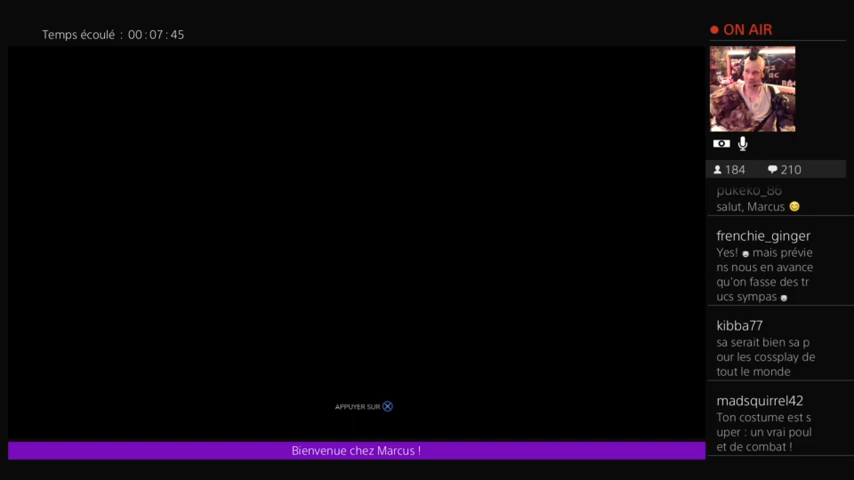 Temps écoulé : 00:07:45
ON AIR
184 210
pukeko_86
salut, Marcus
frenchie_ginger
Yes! mais prévie
ns nous en avance
qu'on fasse des tr
ucs sympas
kibba77
sa serait bien sa p
our les cossplay de
tout le monde
madsquirrel42
Ton costume est s
uper : un vrai poul
et de combat !
APPUYER SUR
Bienvenue chez Marcus !